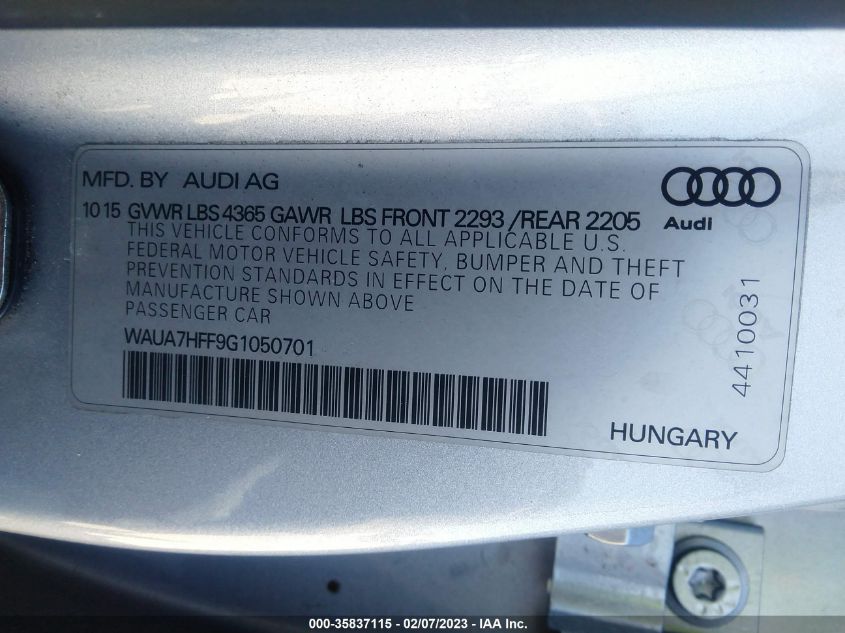 MFD. BY AUDI AG
Audi
10 15 GVWR LBS 4365 GAWR LBS FRONT 2293 /REAR 2205
THIS VEHICLE CONFORMS TO ALL APPLICABLE U.S.
FEDERAL MOTOR VEHICLE SAFETY, BUMPER AND THEFT
PREVENTION STANDARDS IN EFFECT ON THE DATE OF
MANUFACTURE SHOWN ABOVE
PASSENGER CAR
WAUA7HFF9G1050701
4410031
HUNGARY
000-35837115 - 02/07/2023 - IAA Inc.